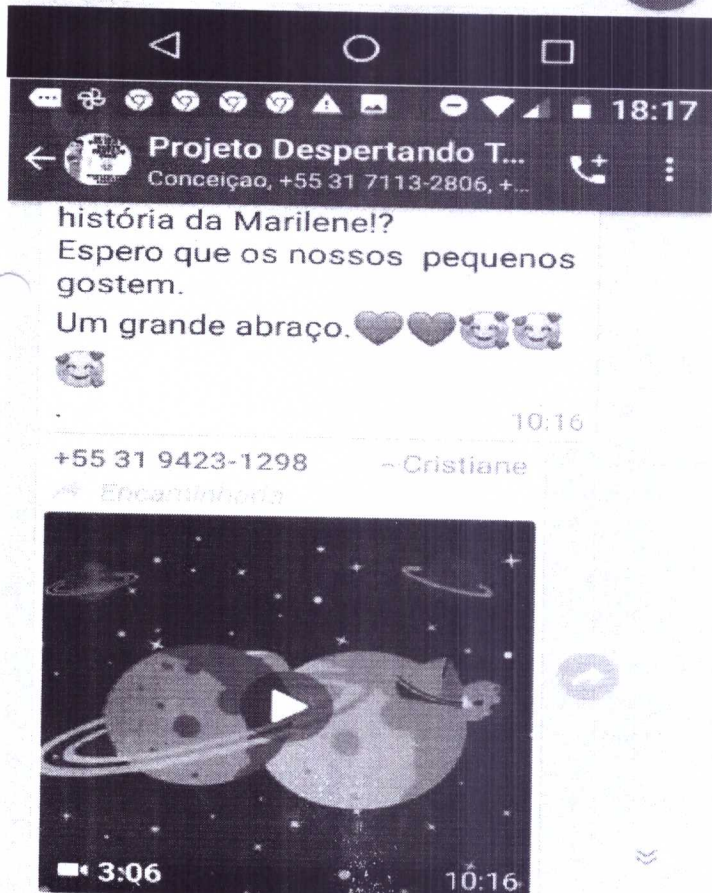 18:17
Projeto Despertando T...
Conceiçao, +55 31 7113-2806, +...
história da Marilene!?
Espero que os nossos pequenos
gostem.
Um grande abraço.
.
10:16
+55 31 9423-1298 ~Cristiane
Encaminhada
3:06
10:16